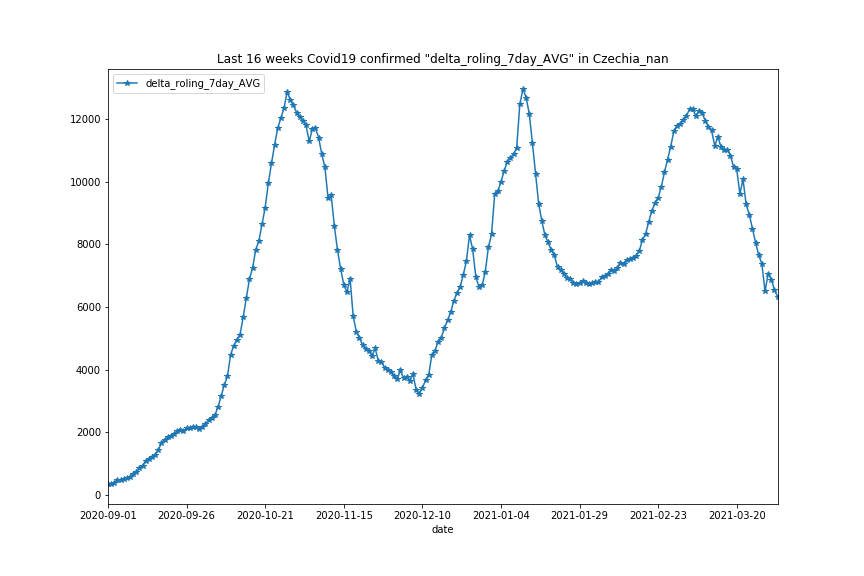 Last 16 weeks Covid19 confirmed "delta_roling_7day_AVG" in Czechia_nan
delta_roling_7day_AVG
12000
10000
8000
6000
4000
2000
0
2020-09-01 2020-09-26 2020-10-21 2020-11-15 2020-12-10 2021-01-04 2021-01-29 2021-02-23 2021-03-20
date